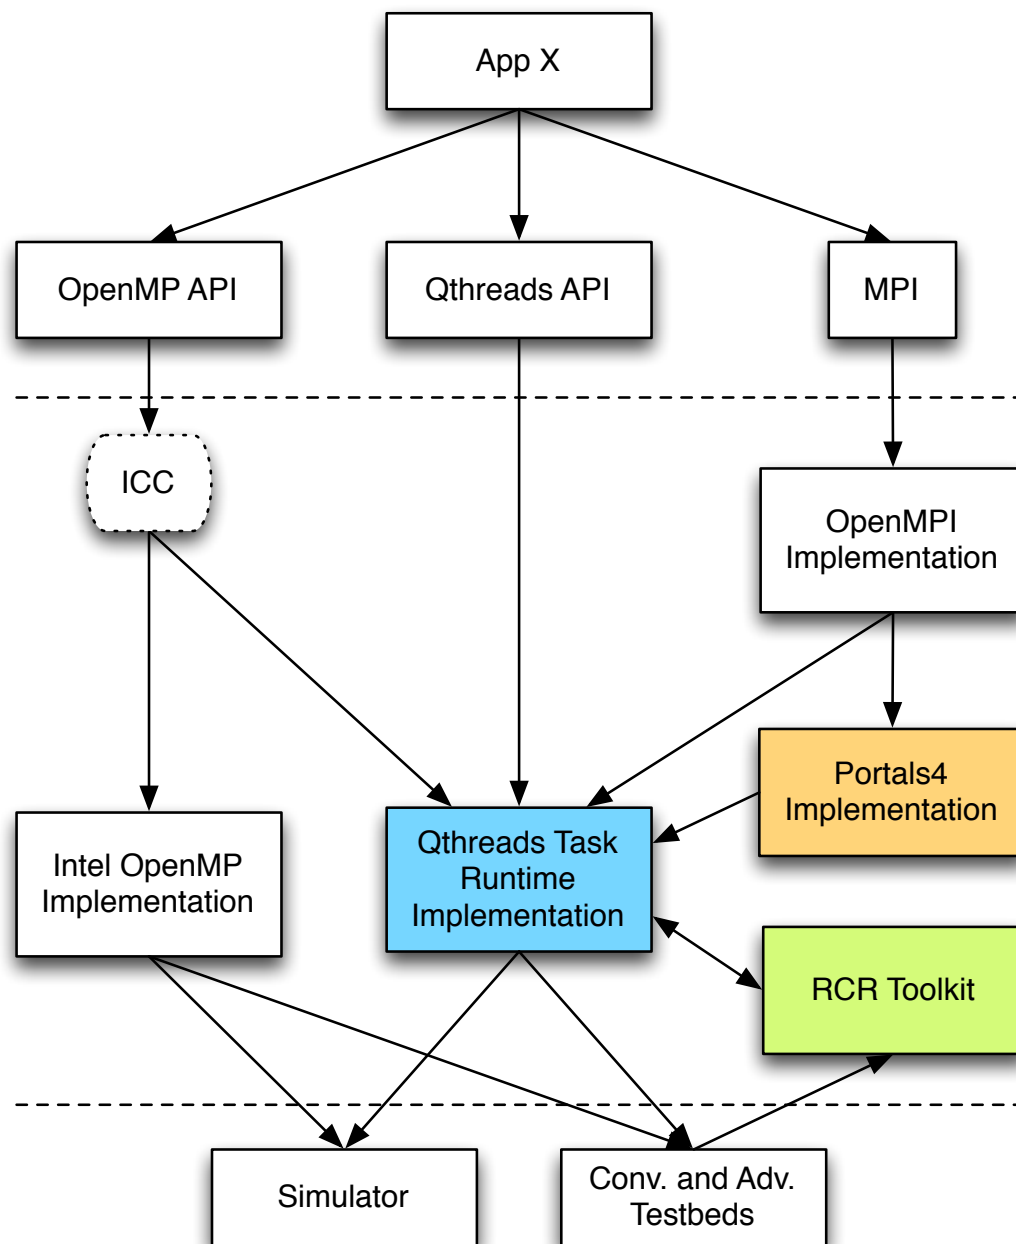 App X
OpenMP API
Qthreads API
MPI
ICC
OpenMPI
Implementation
Portals4
Implementation
Intel OpenMP
Implementation
Qthreads Task
Runtime
Implementation
RCR Toolkit
Simulator
Conv. and Adv.
Testbeds